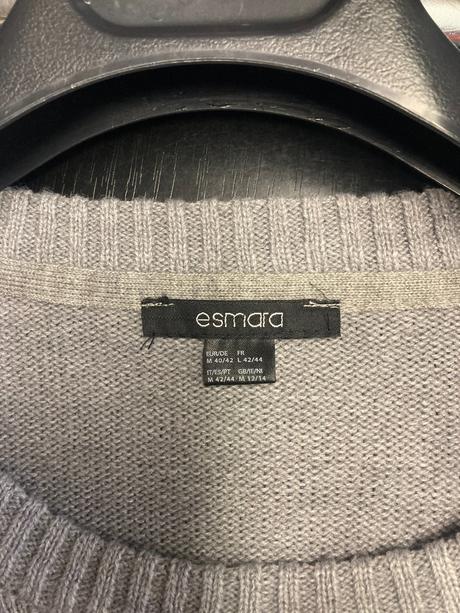 esmara
EUR/DE FR
M 40/42 L 42/44
IT/ES/PT GB/IE/NI
M 42/44 M 12/14